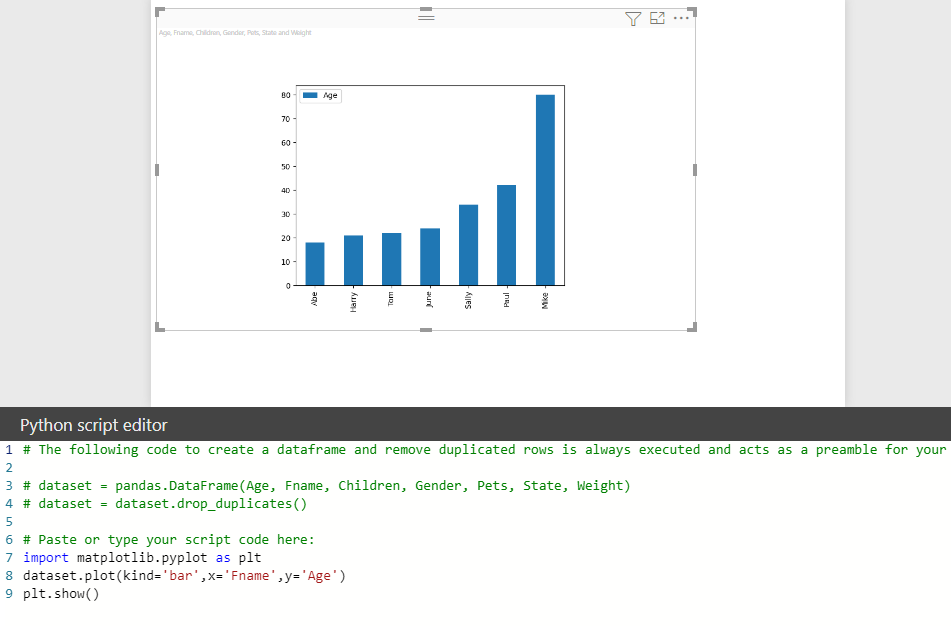 Age, Fname, Children, Gender, Pets, State and Weight
80
Age
70
60
50
40
30
20
10
0
Abe
Harry
Tom
June
Sally
Paul
Mike
Python script editor
1 # The following code to create a dataframe and remove duplicated rows is always executed and acts as a preamble for your
2
3 # dataset = pandas.DataFrame(Age, Fname, Children, Gender, Pets, State, Weight)
4 # dataset = dataset.drop_duplicates()
5
6 # Paste or type your script code here:
7 import matplotlib.pyplot as plt
8 dataset.plot(kind='bar',x='Fname',y='Age')
9 plt.show()